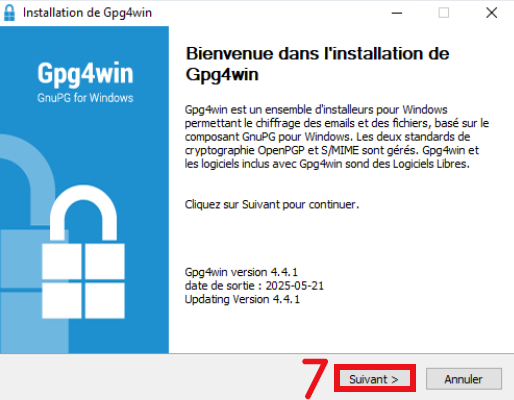 Installation de Gpg4win
Gpg4win
GnuPG for Windows
Bienvenue dans l'installation de
Gpg4win
Gpg4win est un ensemble d'installeurs pour Windows
permettant le chiffrage des emails et des fichiers, basé sur le
composant GnuPG pour Windows. Les deux standards de
cryptographie OpenPGP et S/MIME sont gérés. Gpg4win et
les logiciels inclus avec Gpg4win sond des Logiciels Libres.
Cliquez sur Suivant pour continuer.
Gpg4win version 4.4.1
date de sortie : 2025-05-21
Updating Version 4.4.1
7
Suivant >
Annuler